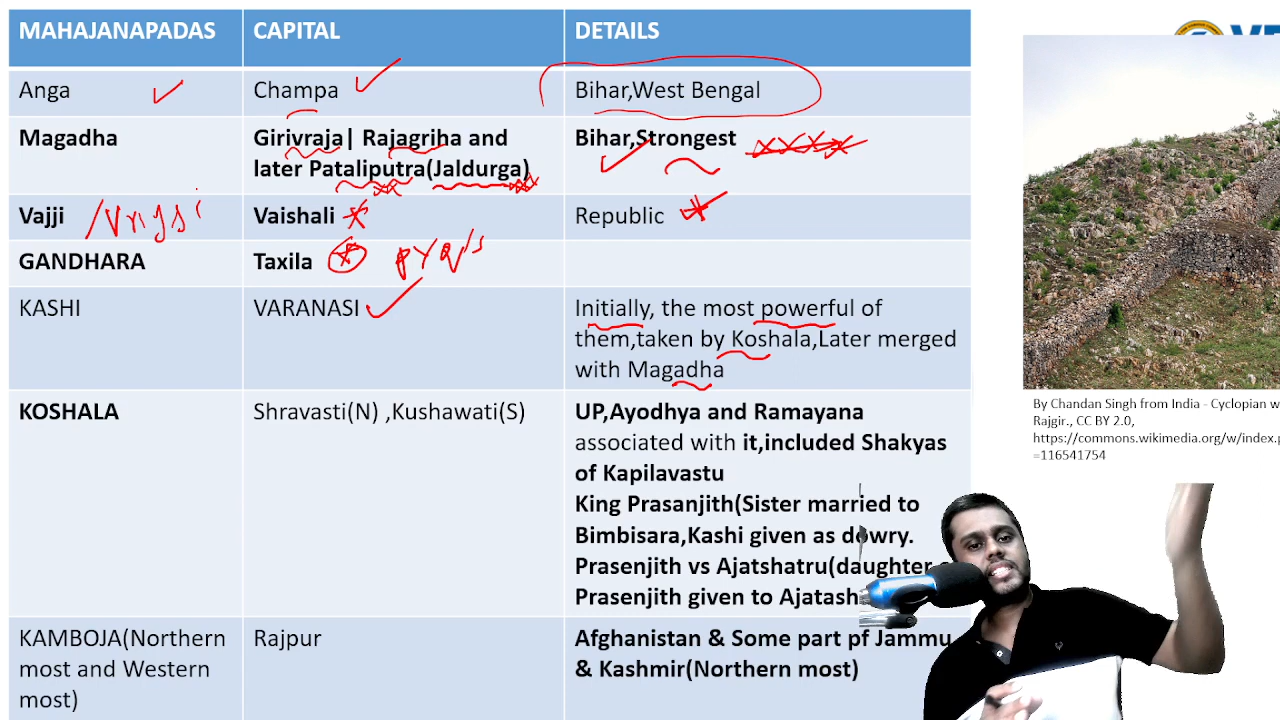 MAHAJANAPADAS CAPITAL DETAILS
Anga Champa Bihar,West Bengal
Magadha Girivraja| Rajagriha and Bihar,Strongest
later Pataliputra(Jaldurga)
Vajji /Vrijji Vaishali Republic
GANDHARA Taxila PYQ's
KASHI VARANASI Initially, the most powerful of
them,taken by Koshala,Later merged
with Magadha
KOSHALA Shravasti(N) ,Kushawati(S) UP,Ayodhya and Ramayana
associated with it,included Shakyas
of Kapilavastu
King Prasanjith(Sister married to
Bimbisara,Kashi given as dowry.
Prasenjith vs Ajatshatru(daughter
Prasenjith given to Ajatash
KAMBOJA(Northern Rajpur Afghanistan & Some part pf Jammu
most and Western & Kashmir(Northern most)
most)
By Chandan Singh from India - Cyclopian w
Rajgir., CC BY 2.0,
https://commons.wikimedia.org/w/index.p
=116541754